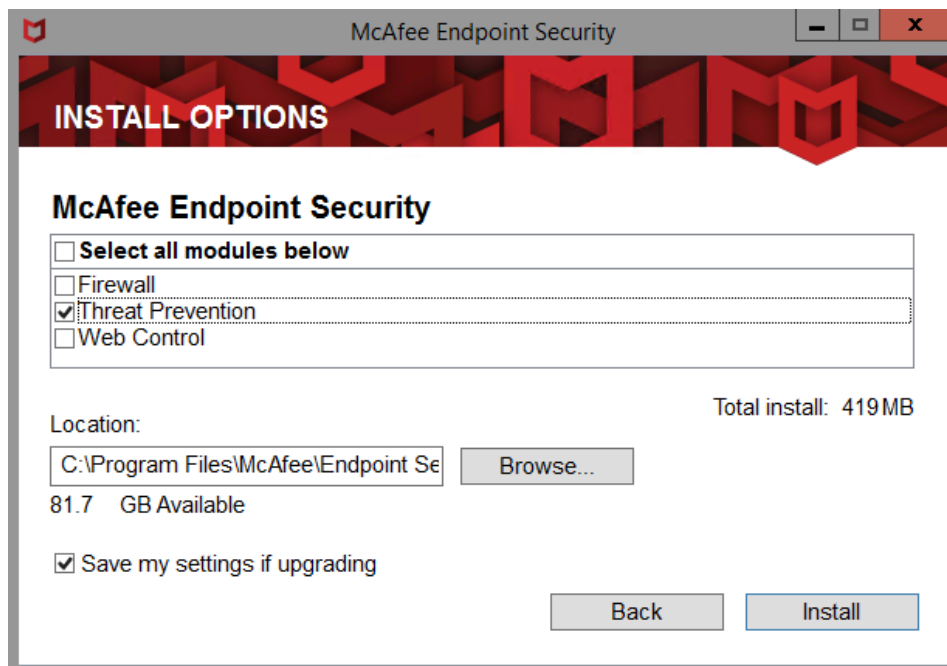 McAfee Endpoint Security
INSTALL OPTIONS
McAfee Endpoint Security
Select all modules below
Firewall
Threat Prevention
Web Control
Total install: 419 MB
Location:
C:\Program Files\McAfee\Endpoint Se
Browse...
81.7 GB Available
Save my settings if upgrading
Back Install